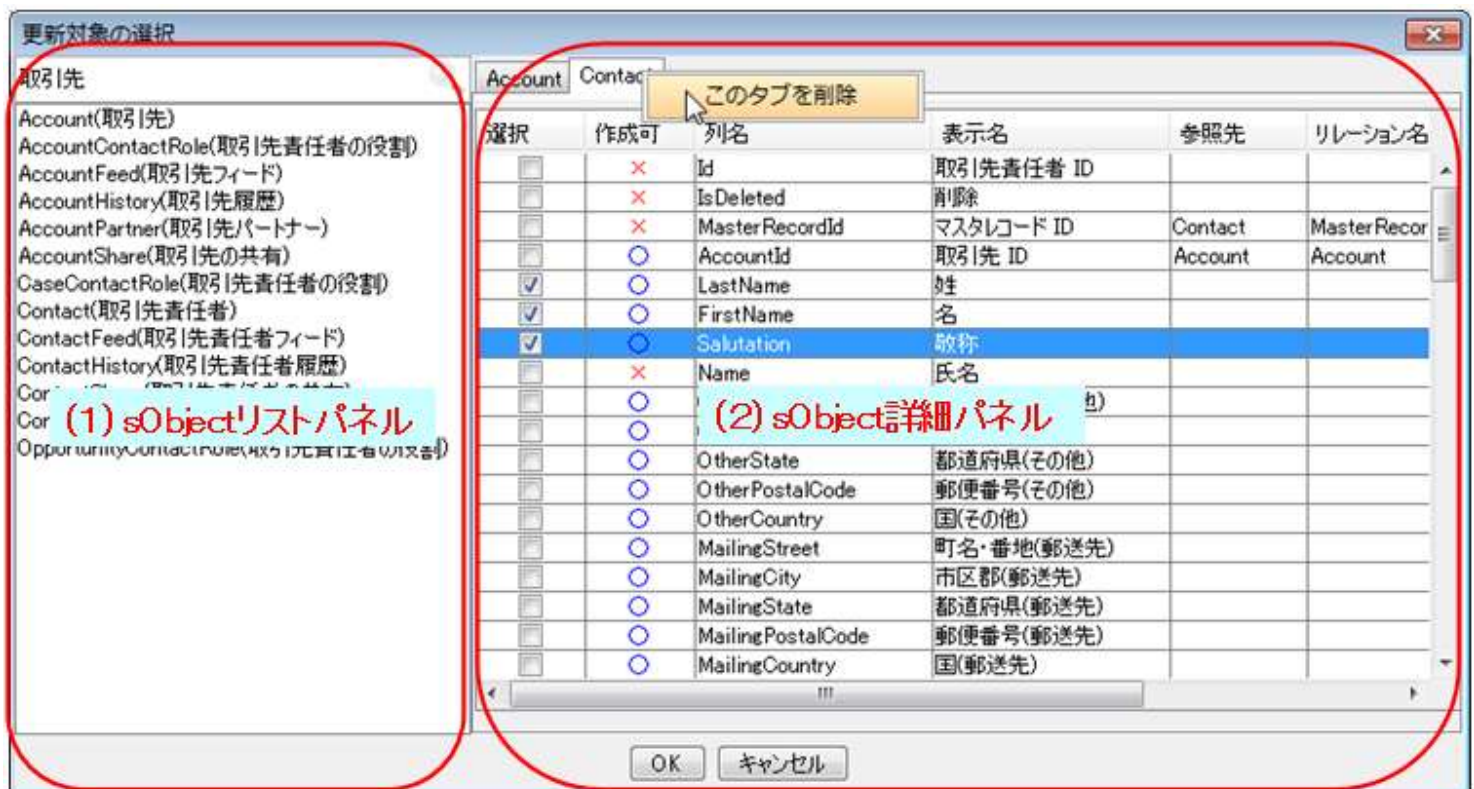 更新対象の選択
取引先
Account(取引先)
AccountContactRole(取引先責任者の役割)
AccountFeed(取引先フィード)
AccountHistory(取引先履歴)
AccountPartner(取引先パートナー)
AccountShare(取引先の共有)
CaseContactRole(取引先責任者の役割)
Contact(取引先責任者)
ContactFeed(取引先責任者フィード)
ContactHistory(取引先責任者履歴)
(1) sObjectリストパネル
OpportunityContactRole(取引先責任者の役割)
Account Contact
このタブを削除
選択 作成可 列名 表示名 参照先 リレーション名
× Id 取引先責任者 ID
× IsDeleted 削除
× MasterRecordId マスタレコード ID Contact MasterRecor
○ AccountId 取引先 ID Account Account
○ LastName 姓
○ FirstName 名
○ Salutation 敬称
× Name 氏名
(2) sObject詳細パネル
○ OtherState 都道府県(その他)
○ OtherPostalCode 郵便番号(その他)
○ OtherCountry 国(その他)
○ MailingStreet 町名・番地(郵送先)
○ MailingCity 市区郡(郵送先)
○ MailingState 都道府県(郵送先)
○ MailingPostalCode 郵便番号(郵送先)
○ MailingCountry 国(郵送先)
OK キャンセル